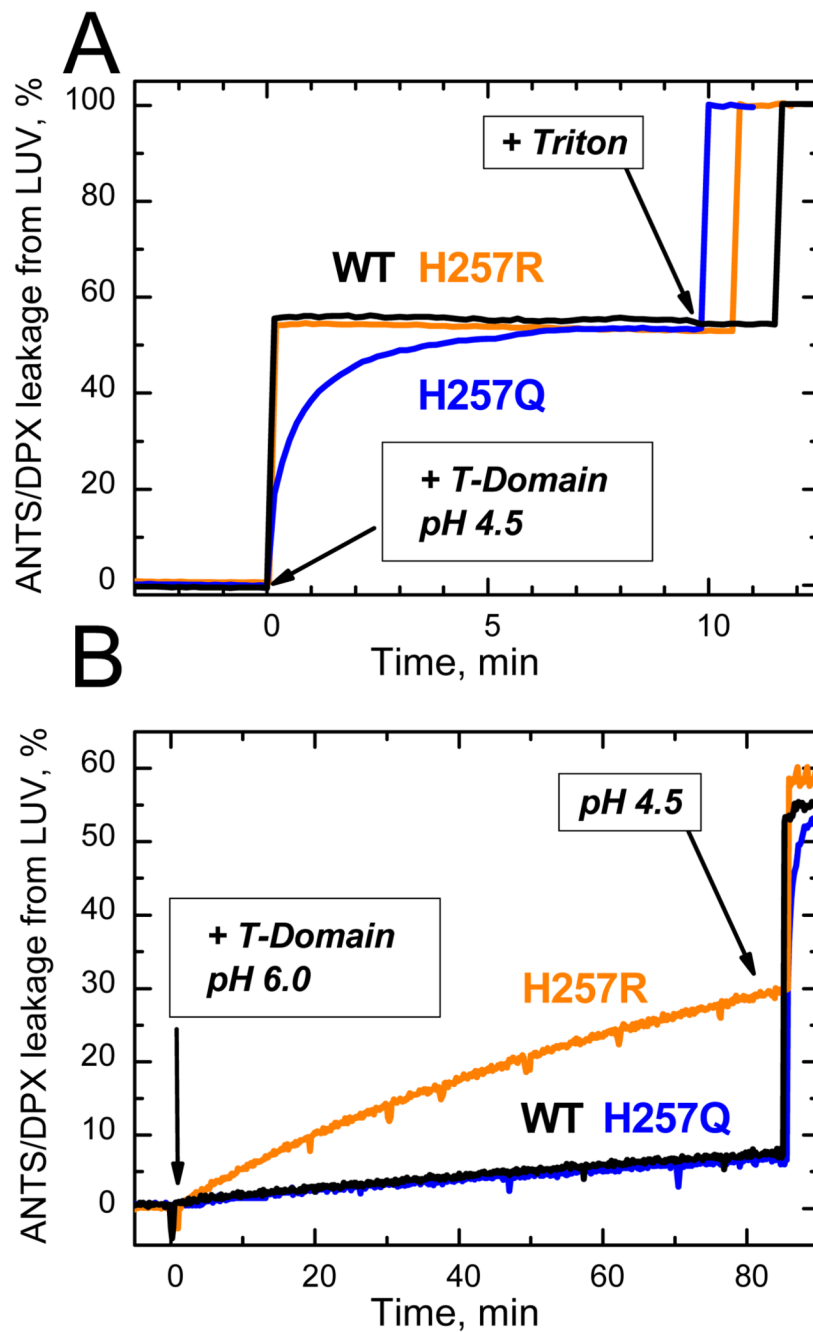 A
ANTS/DPX leakage from LUV, %
100
80
60
40
20
0
+ Triton
WT H257R
H257Q
+ T-Domain
pH 4.5
0 5 10
Time, min
B
ANTS/DPX leakage from LUV, %
60
50
40
30
20
10
0
pH 4.5
+ T-Domain
pH 6.0
H257R
WT H257Q
0 20 40 60 80
Time, min